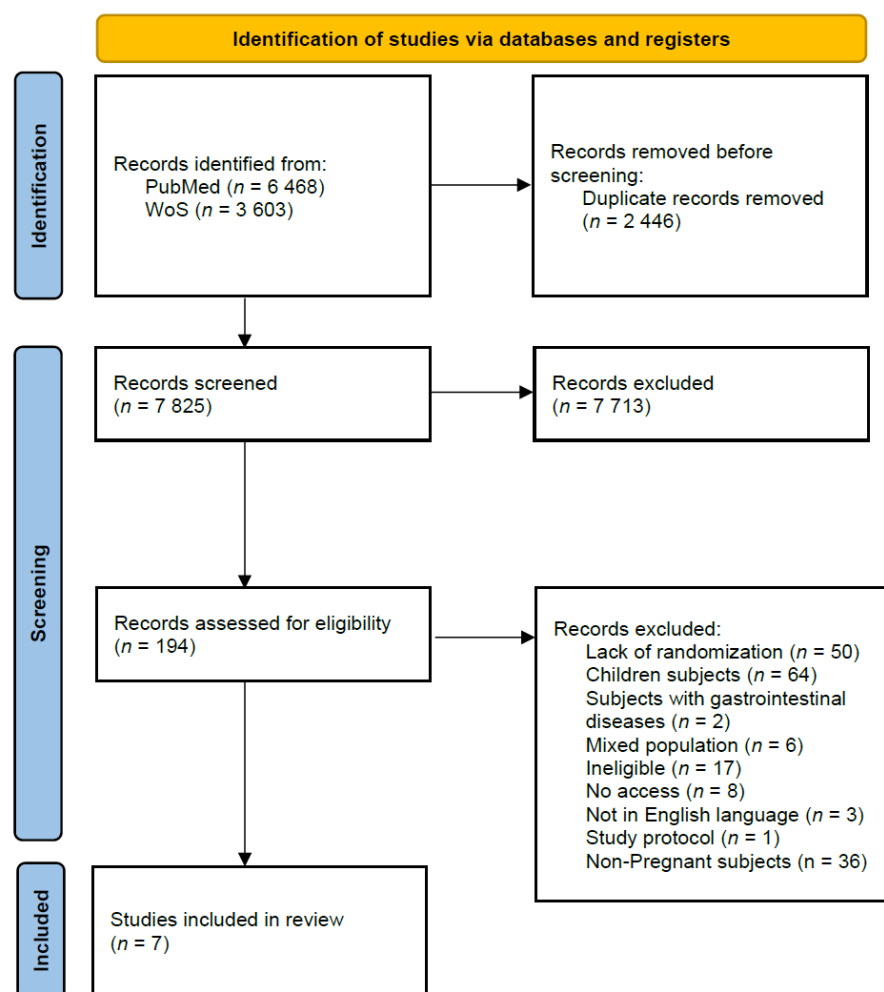 Identification of studies via databases and registers
Identification
Records identified from:
PubMed (n = 6 468)
WoS (n = 3 603)
Records removed before
screening:
Duplicate records removed
(n = 2 446)
Screening
Records screened
(n = 7 825)
Records excluded
(n = 7 713)
Records assessed for eligibility
(n = 194)
Records excluded:
Lack of randomization (n = 50)
Children subjects (n = 64)
Subjects with gastrointestinal
diseases (n = 2)
Mixed population (n = 6)
Ineligible (n = 17)
No access (n = 8)
Not in English language (n = 3)
Study protocol (n = 1)
Non-Pregnant subjects (n = 36)
Included
Studies included in review
(n = 7)